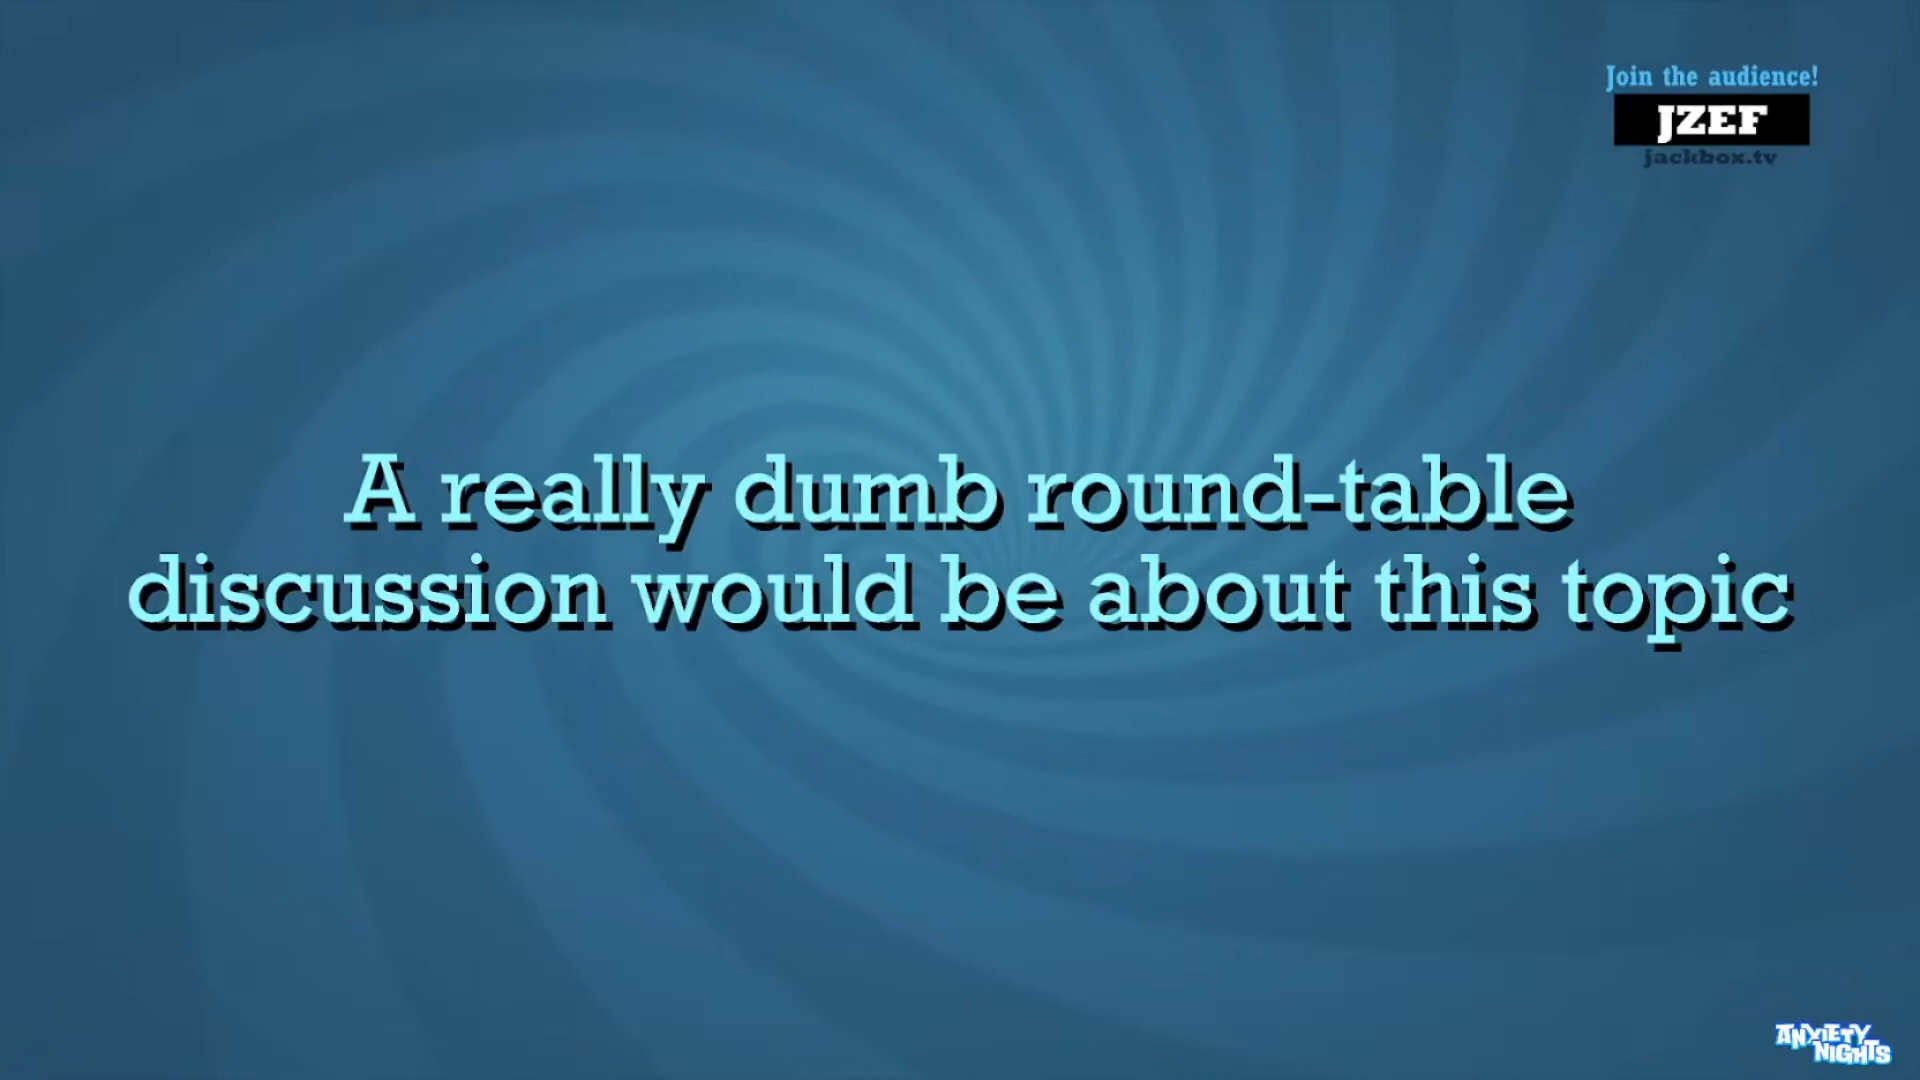 Join the audience!
JZEF
jackbox.tv
A really dumb round-table
discussion would be about this topic
ANXIETY
NIGHTS